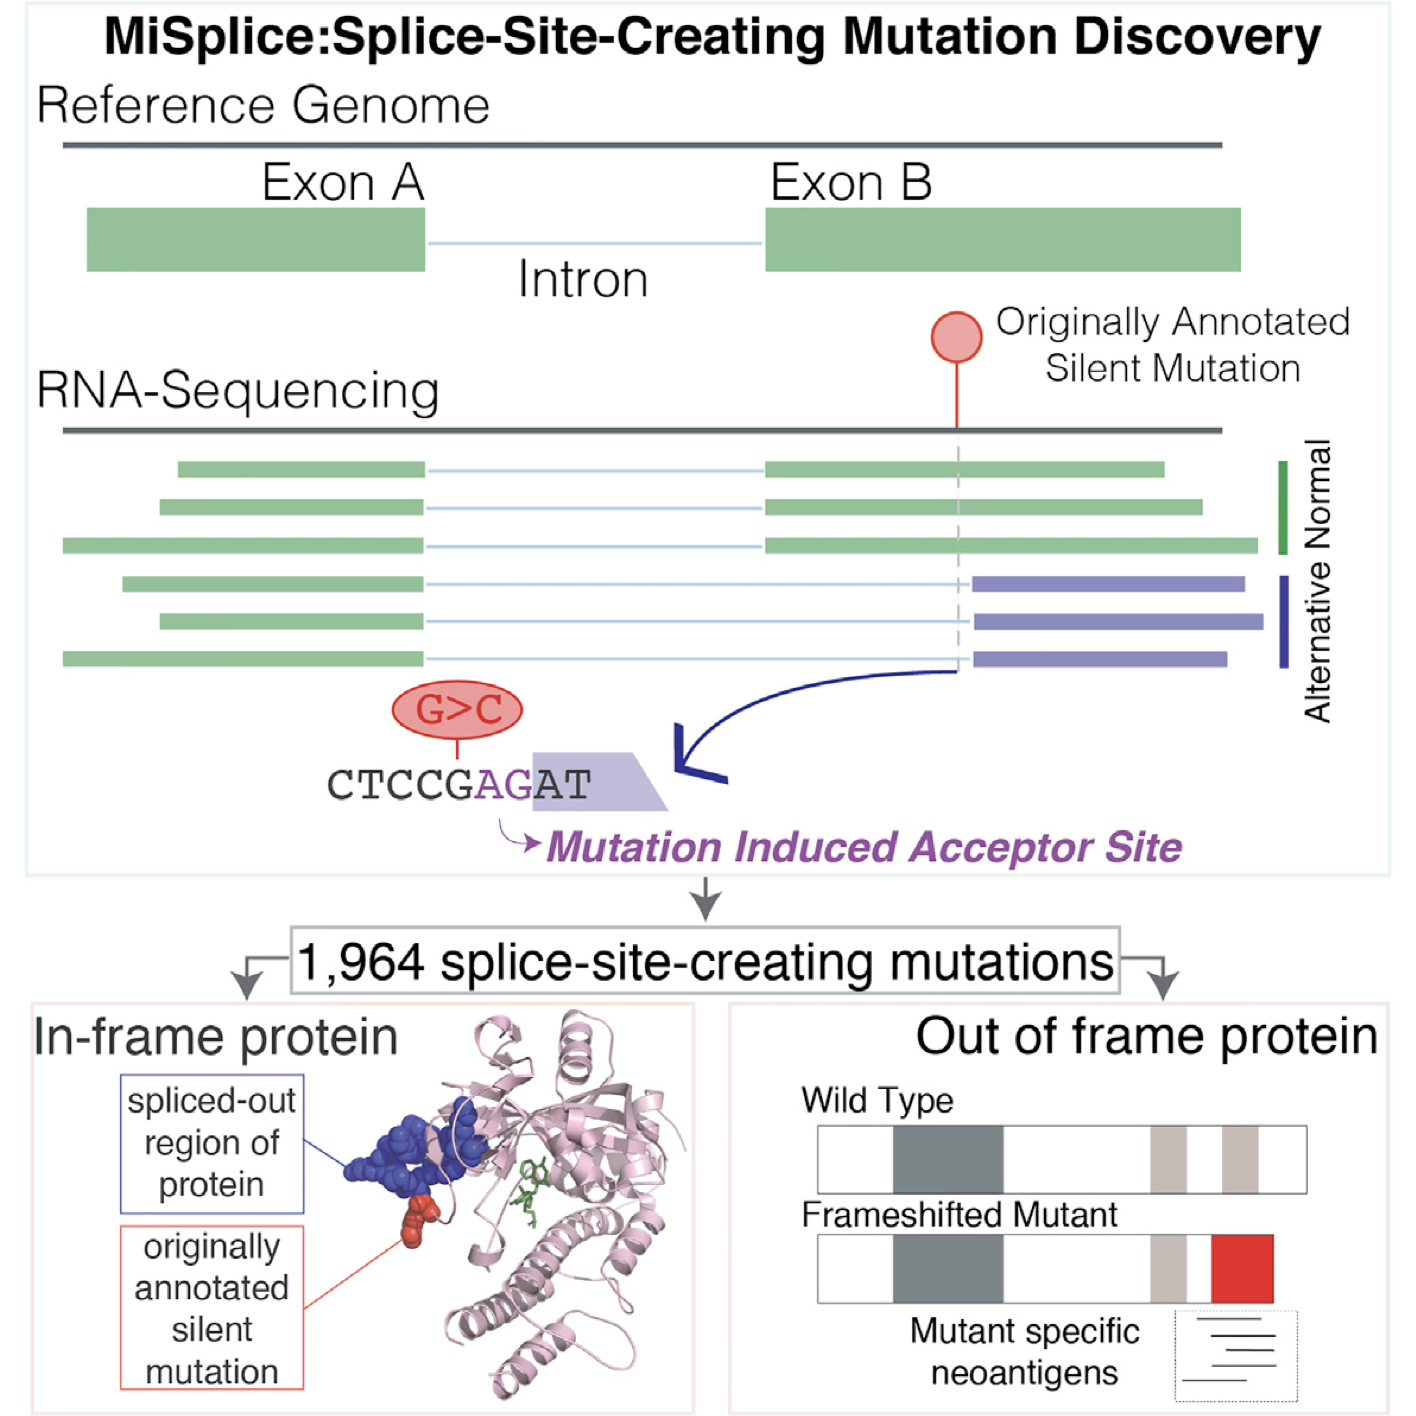 MiSplice:Splice-Site-Creating Mutation Discovery
Reference Genome
Exon A
Exon B
Intron
Originally Annotated
Silent Mutation
RNA-Sequencing
Normal
Alternative
G>C
CTCCGAGAT
Mutation Induced Acceptor Site
1,964 splice-site-creating mutations
In-frame protein
spliced-out
region of
protein
originally
annotated
silent
mutation
Out of frame protein
Wild Type
Frameshifted Mutant
Mutant specific
neoantigens